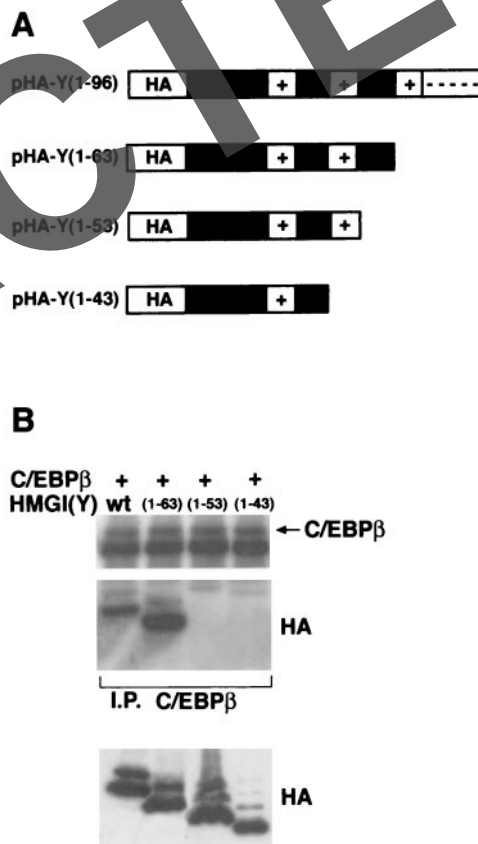 A
pHA-Y(1-96) HA + + + -----
pHA-Y(1-63) HA + +
pHA-Y(1-53) HA + +
pHA-Y(1-43) HA +
B
C/EBPβ + + + +
HMGI(Y) wt (1-63) (1-53) (1-43)
← C/EBPβ
HA
I.P. C/EBPβ
HA